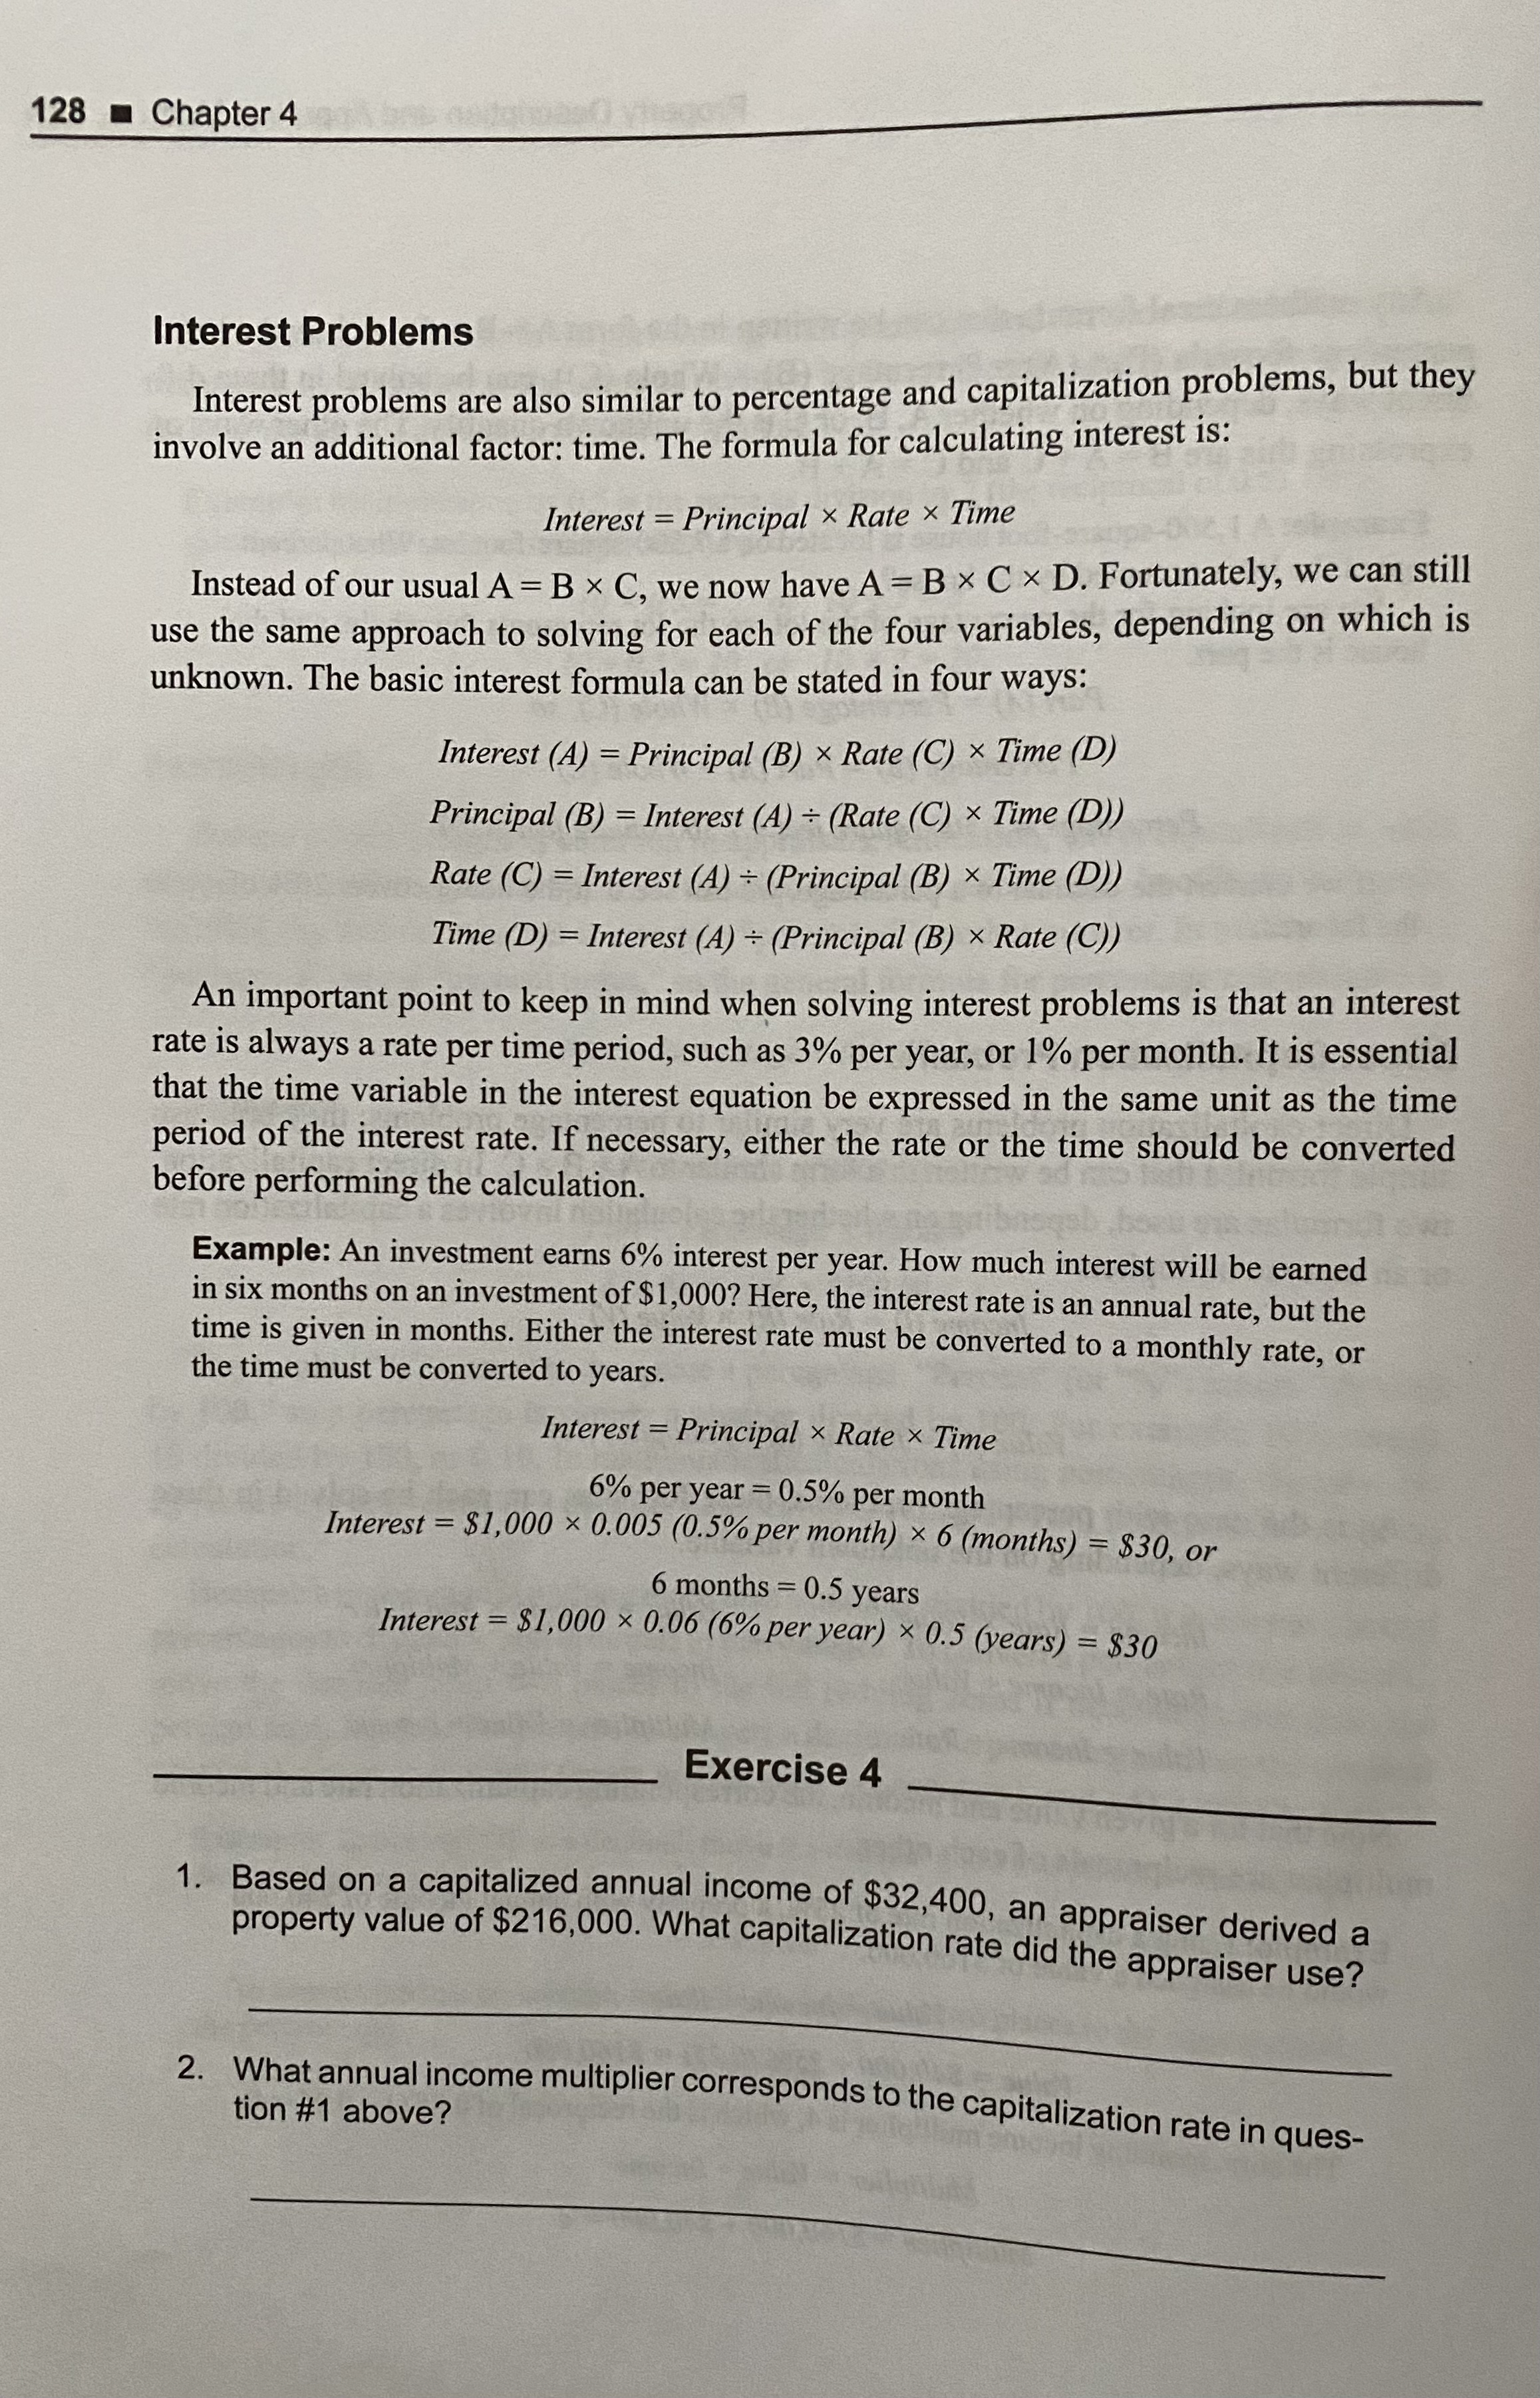 128 ■ Chapter 4
Interest Problems
Interest problems are also similar to percentage and capitalization problems, but they
involve an additional factor: time. The formula for calculating interest is:
Interest = Principal × Rate × Time
Instead of our usual A = B × C, we now have A = B × C × D. Fortunately, we can still
use the same approach to solving for each of the four variables, depending on which is
unknown. The basic interest formula can be stated in four ways:
Interest (A) = Principal (B) × Rate (C) × Time (D)
Principal (B) = Interest (A) ÷ (Rate (C) × Time (D))
Rate (C) = Interest (A) ÷ (Principal (B) × Time (D))
Time (D) = Interest (A) ÷ (Principal (B) × Rate (C))
An important point to keep in mind when solving interest problems is that an interest
rate is always a rate per time period, such as 3% per year, or 1% per month. It is essential
that the time variable in the interest equation be expressed in the same unit as the time
period of the interest rate. If necessary, either the rate or the time should be converted
before performing the calculation.
Example: An investment earns 6% interest per year. How much interest will be earned
in six months on an investment of $1,000? Here, the interest rate is an annual rate, but the
time is given in months. Either the interest rate must be converted to a monthly rate, or
the time must be converted to years.
Interest = Principal × Rate × Time
6% per year = 0.5% per month
Interest = $1,000 × 0.005 (0.5% per month) × 6 (months) = $30, or
6 months = 0.5 years
Interest = $1,000 × 0.06 (6% per year) × 0.5 (years) = $30
Exercise 4
1. Based on a capitalized annual income of $32,400, an appraiser derived a
property value of $216,000. What capitalization rate did the appraiser use?
2. What annual income multiplier corresponds to the capitalization rate in ques-
tion #1 above?